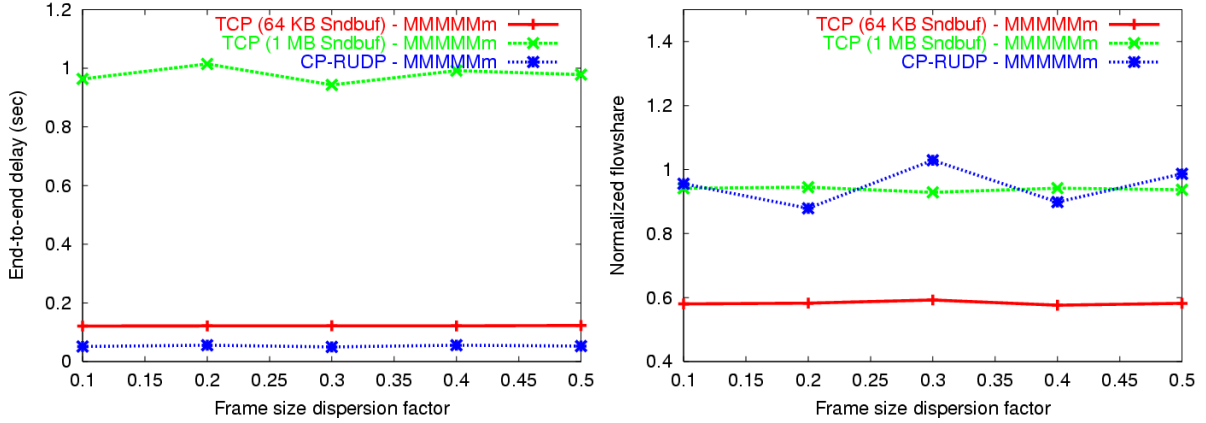 TCP (64 KB Sndbuf) - MMMMMm
TCP (1 MB Sndbuf) - MMMMMm
CP-RUDP - MMMMMm
1.2
1
0.8
0.6
0.4
0.2
0
0.1 0.15 0.2 0.25 0.3 0.35 0.4 0.45 0.5
End-to-end delay (sec)
Frame size dispersion factor
TCP (64 KB Sndbuf) - MMMMMm
TCP (1 MB Sndbuf) - MMMMMm
CP-RUDP - MMMMMm
1.4
1.2
1
0.8
0.6
0.4
0.1 0.15 0.2 0.25 0.3 0.35 0.4 0.45 0.5
Normalized flowshare
Frame size dispersion factor